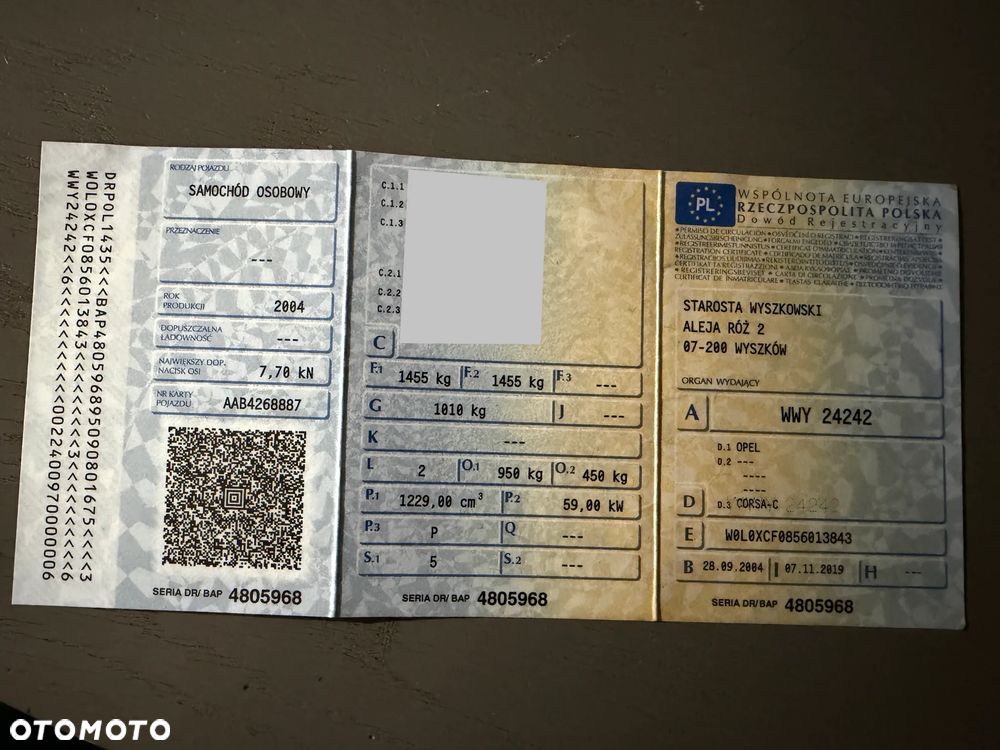 DRPOL1435<<<BAP4805968950908016​75<<<<3
W0L0XCF0856013843<<<<<<<<<3<<<<<<<<6
RODZAJ POJAZDU
SAMOCHÓD OSOBOWY
PRZEZNACZENIE
---
ROK PRODUKCJI
2004
DOPUSZCZALNA ŁADOWNOŚĆ
---
NAJWIĘKSZY DOP. NACISK OSI
7,70 kN
NR KARTY POJAZDU
AAB4268887
SERIA DR/ BAP 4805968
C.1.1
C.1.2
C.1.3
C.2.1
C.2.2
C.2.3
C
F.1 1455 kg F.2 1455 kg F.3 ---
G 1010 kg J ---
K ---
L 2 O.1 950 kg O.2 450 kg
P.1 1229,00 cm³ P.2 59,00 kW
P.3 P Q ---
S.1 5 S.2 ---
SERIA DR/ BAP 4805968
PL
WSPÓLNOTA EUROPEJSKA
RZECZPOSPOLITA POLSKA
Dowód Rejestracyjny
STAROSTA WYSZKOWSKI
ALEJA RÓŻ 2
07-200 WYSZKÓW
ORGAN WYDAJĄCY
A WWY 24242
D.1 OPEL
D.2 ---
----
----
D D.3 CORSA-C 24242
E W0L0XCF0856013843
B 28.09.2004 I 07.11.2019 H ---
SERIA DR/ BAP 4805968
OTOMOTO